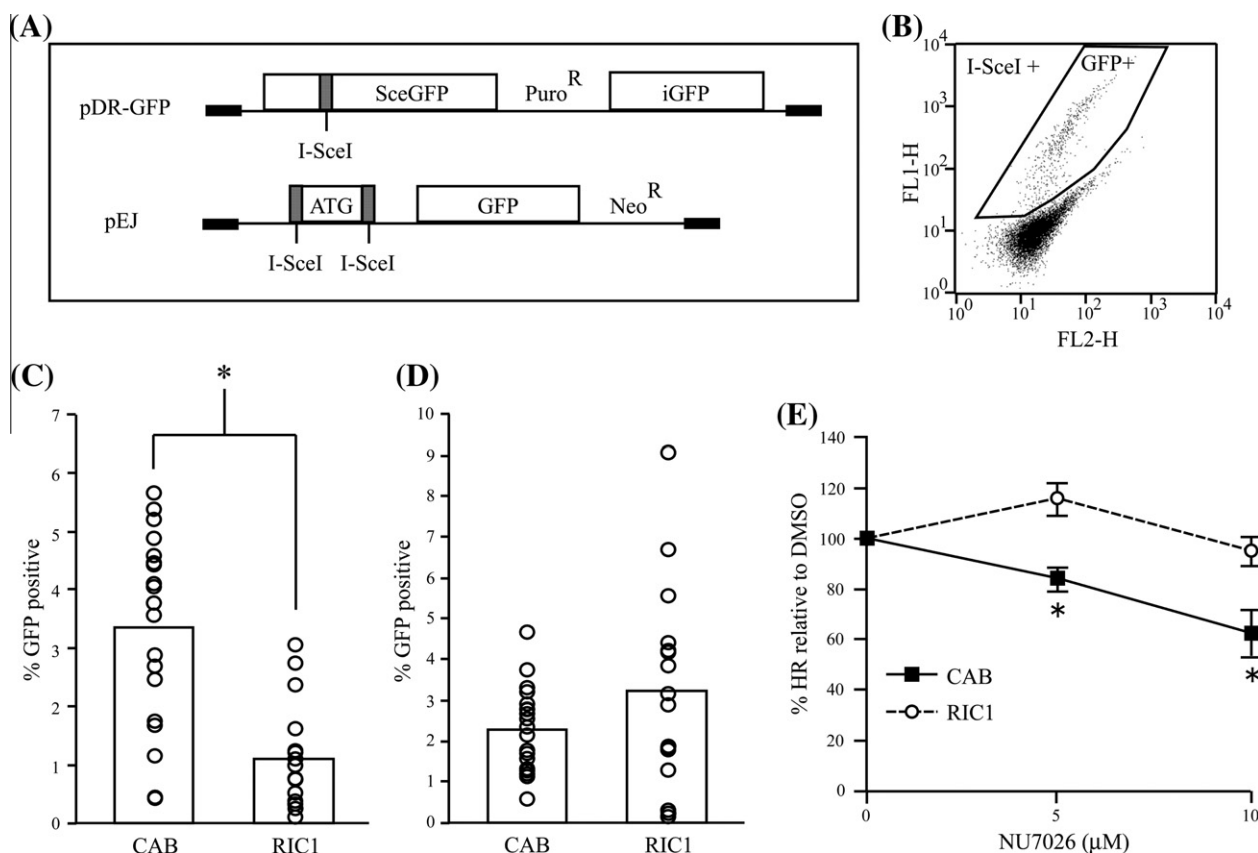 (A)
pDR-GFP
SceGFP
Puro^R
iGFP
I-SceI
pEJ
ATG
GFP
Neo^R
I-SceI I-SceI
(B)
I-SceI +
GFP+
10^4
10^3
10^2
10^1
10^0
FL1-H
10^0 10^1 10^2 10^3 10^4
FL2-H
(C)
*
7
6
5
4
3
2
1
0
% GFP positive
CAB RIC1
(D)
10
9
8
7
6
5
4
3
2
1
0
% GFP positive
CAB RIC1
(E)
140
120
100
80
60
40
20
0
% HR relative to DMSO
*
*
CAB
RIC1
0 5 10
NU7026 (µM)